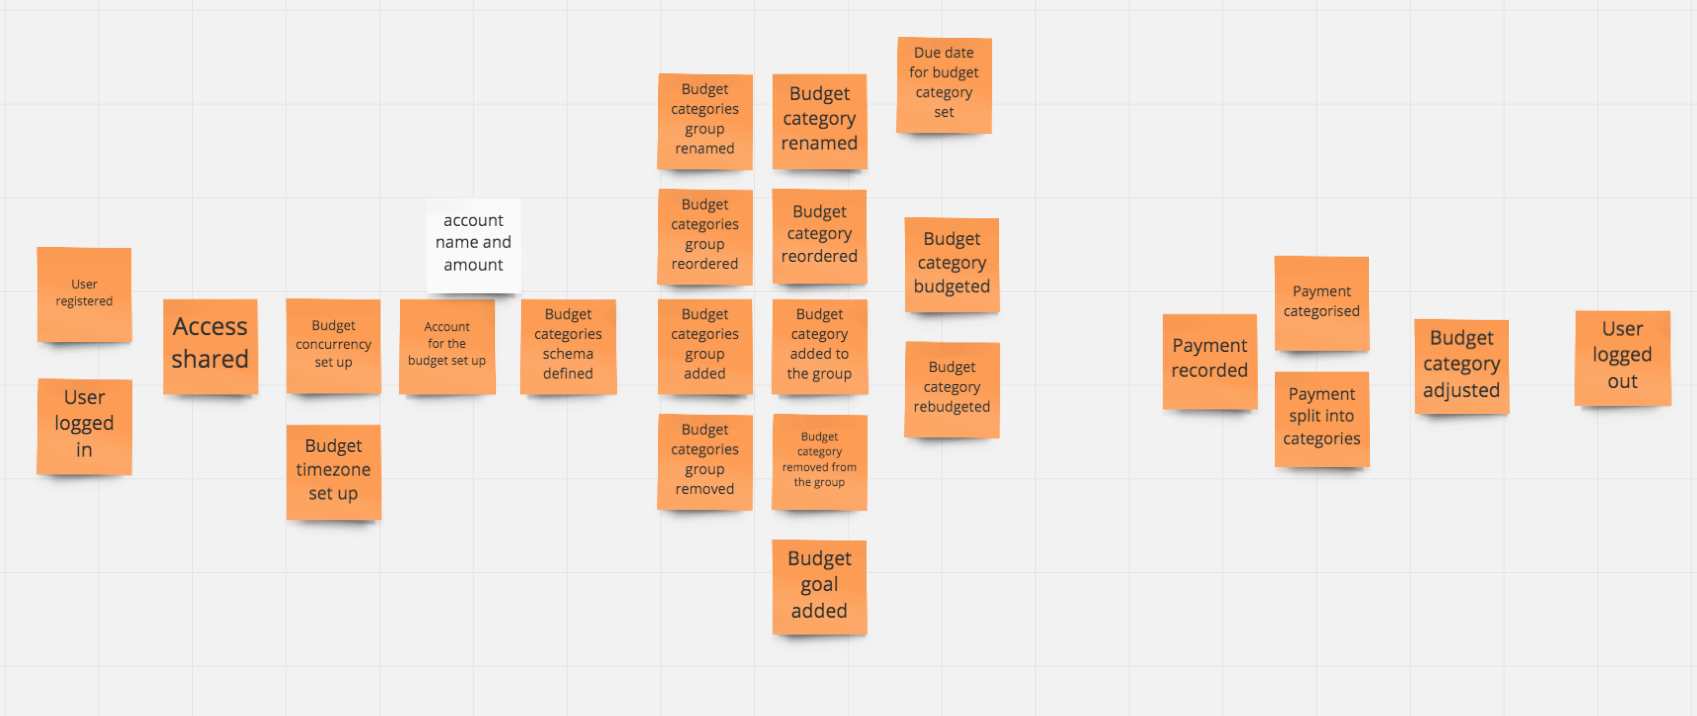 User
registered
User
logged
in
Access
shared
Budget
concurrency
set up
Budget
timezone
set up
account
name and
amount
Account
for the
budget set up
Budget
categories
schema
defined
Budget
categories
group
renamed
Budget
categories
group
reordered
Budget
categories
group
added
Budget
categories
group
removed
Budget
category
renamed
Budget
category
reordered
Budget
category
added to
the group
Budget
category
removed from
the group
Budget
goal
added
Due date
for budget
category
set
Budget
category
budgeted
Budget
category
rebudgeted
Payment
recorded
Payment
categorised
Payment
split into
categories
Budget
category
adjusted
User
logged
out